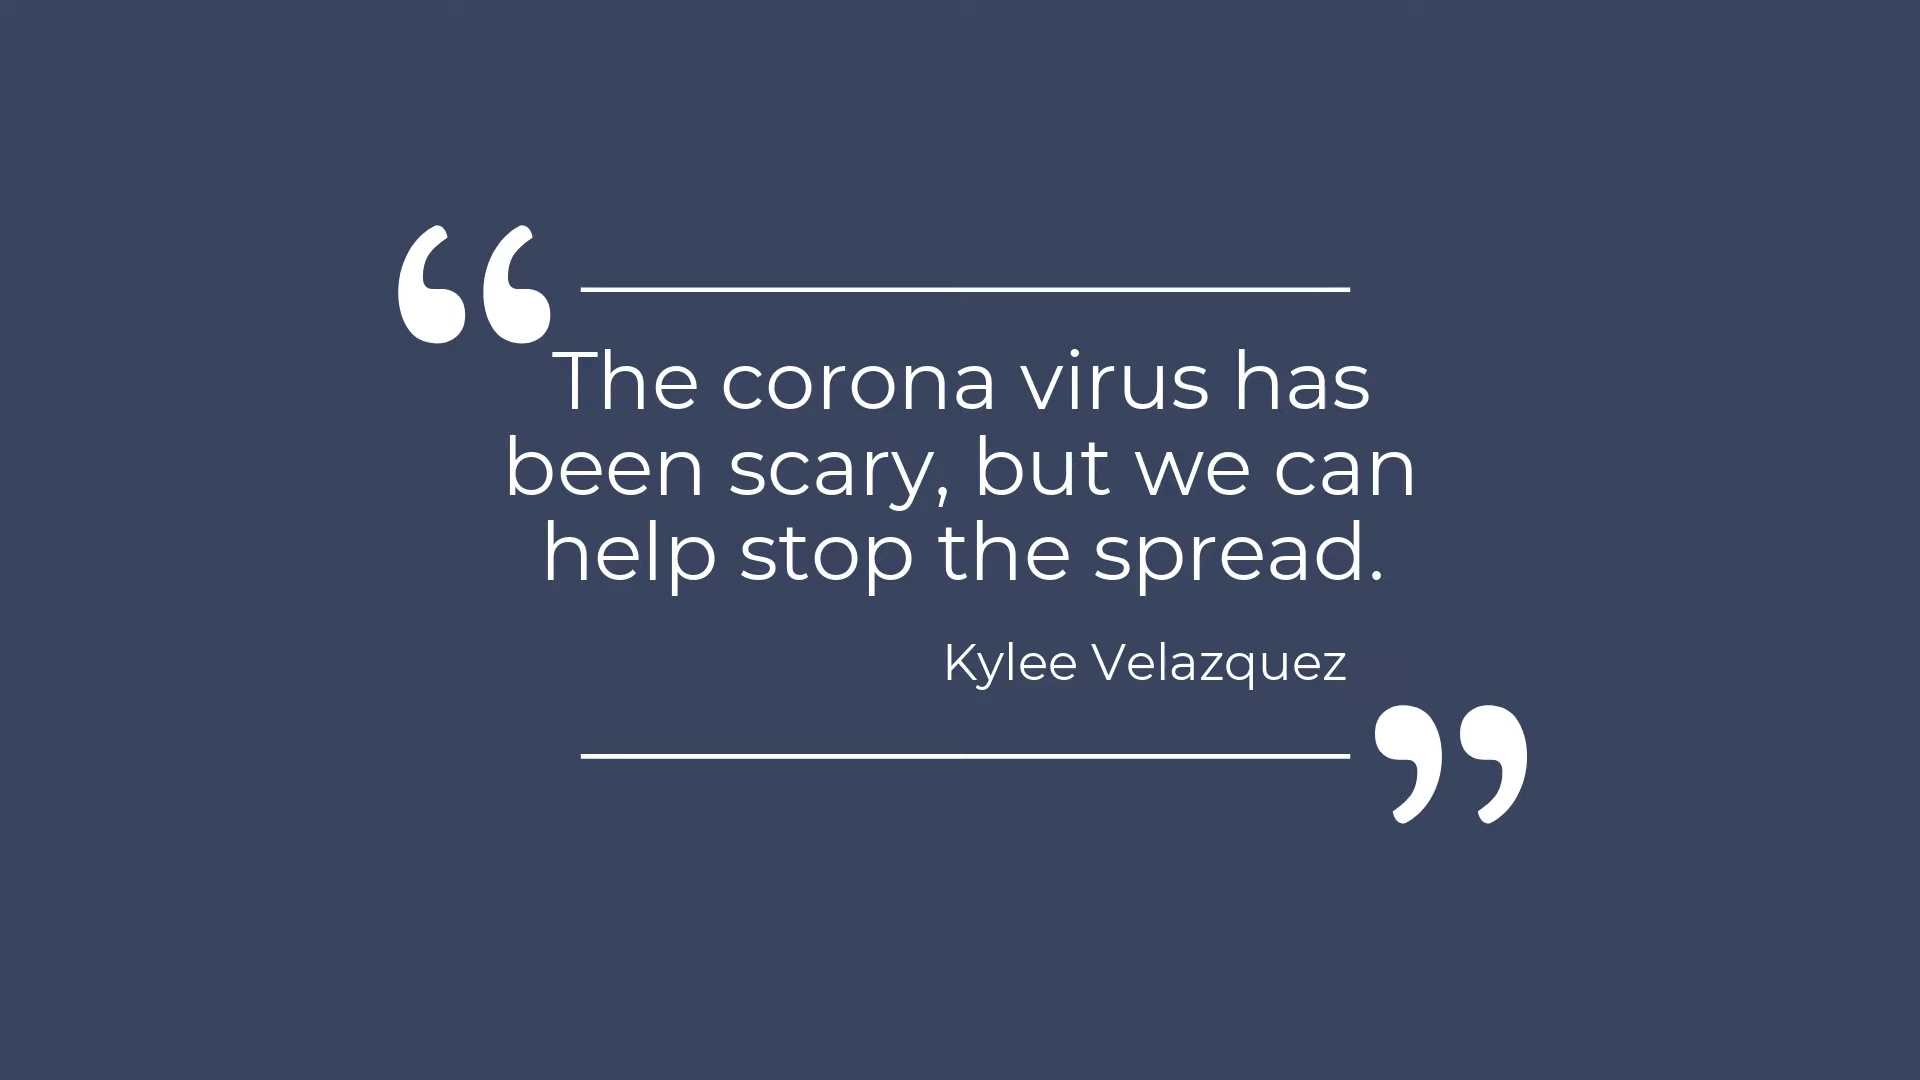 “
The corona virus has
been scary, but we can
help stop the spread.
Kylee Velazquez
”